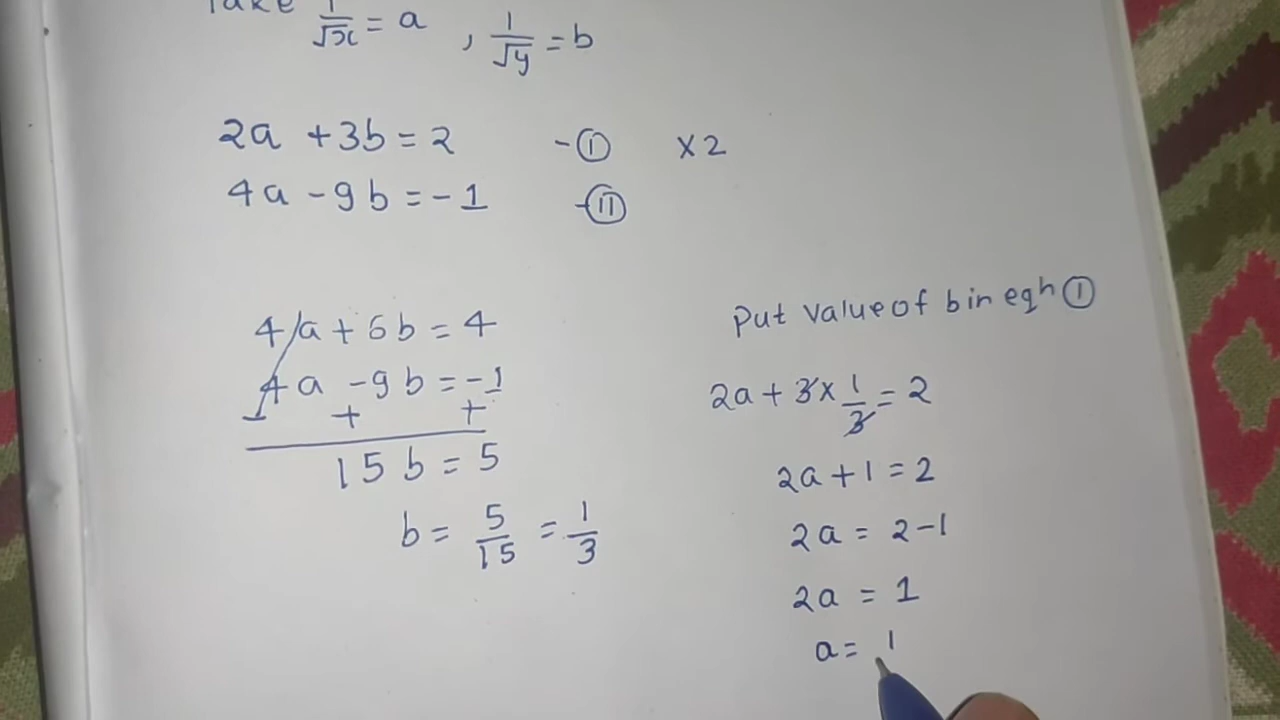 Take 1/√x = a , 1/√y = b
2a + 3b = 2 - ① × 2
4a - 9b = - 1 - ⑪
4a + 6b = 4
4a - 9b = -1
- + +
15b = 5
b = 5/15 = 1/3
Put value of b in eqn ①
2a + 3 × 1/3 = 2
2a + 1 = 2
2a = 2 - 1
2a = 1
a = 1